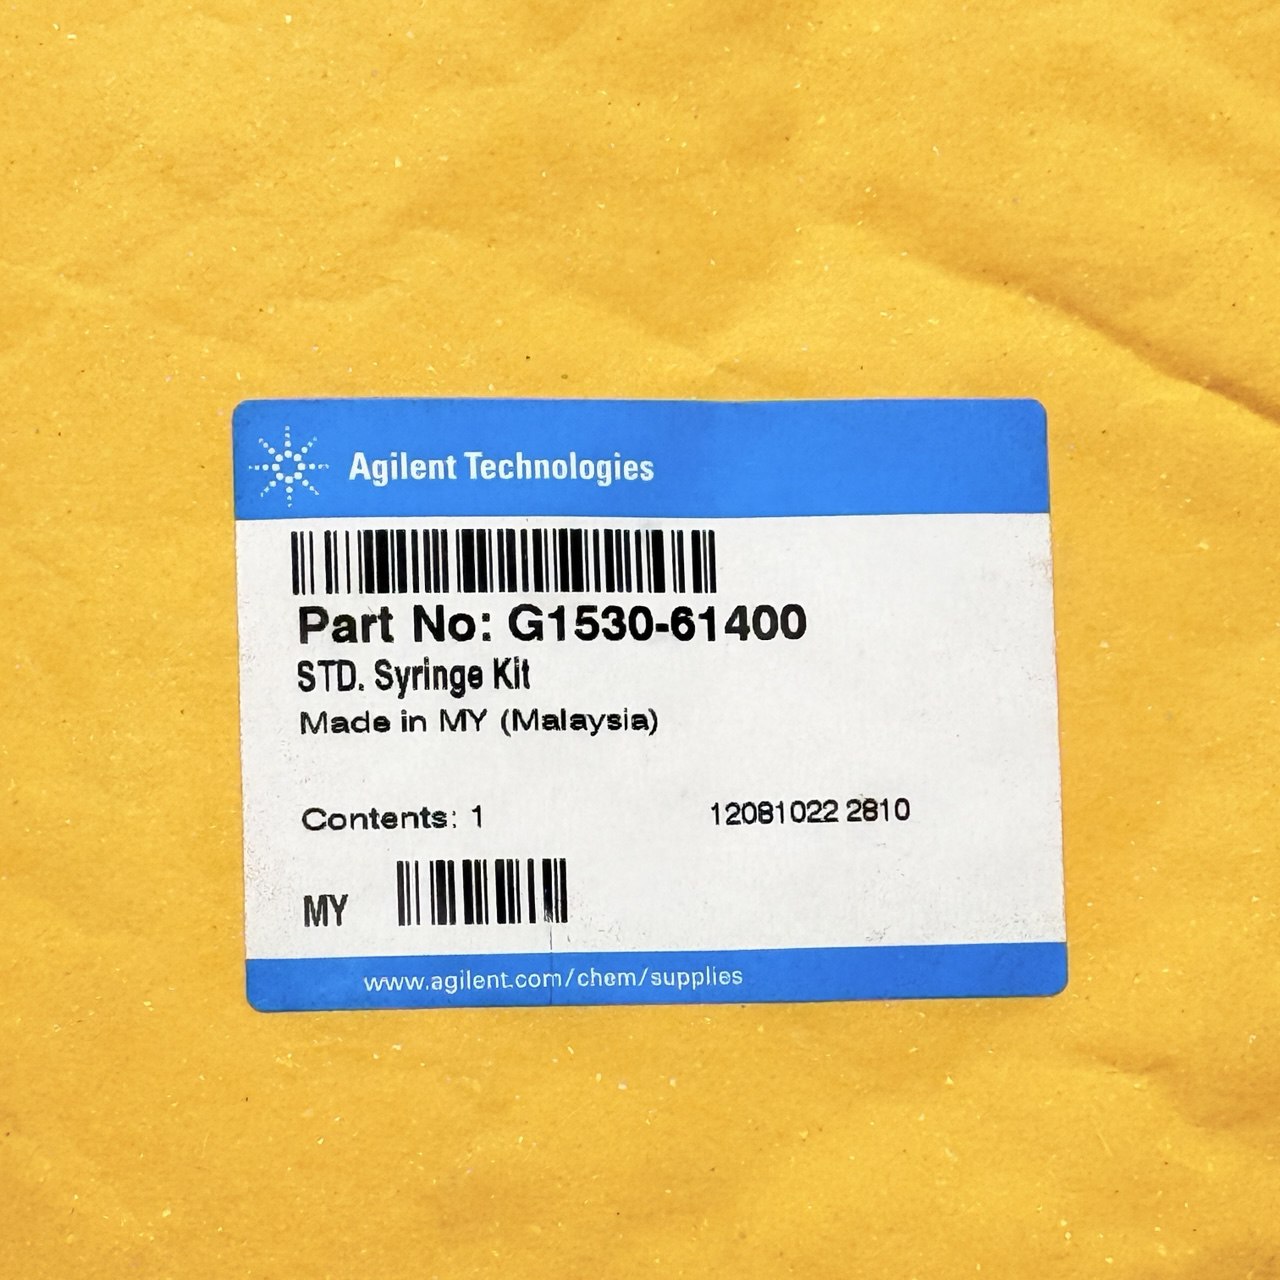 Agilent Technologies
Part No: G1530-61400
STD. Syringe Kit
Made in MY (Malaysia)
Contents: 1
12081022 2810
MY
www.agilent.com/chem/supplies